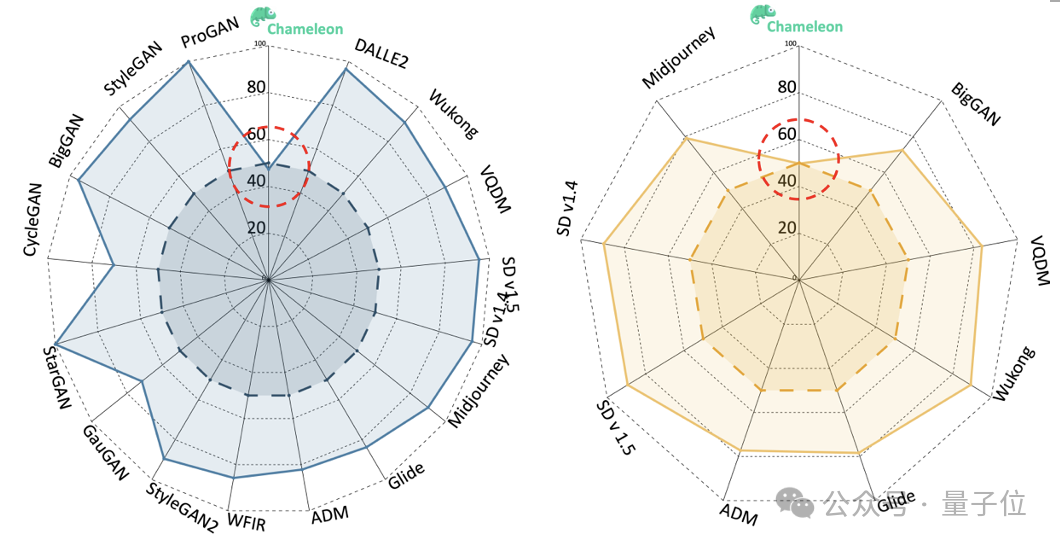 Chameleon
100
80
60
40
20
0
DALLE2
Wukong
VQDM
SD v1.5
SD v1.4
Midjourney
Glide
ADM
WFIR
StyleGAN2
GauGAN
StarGAN
CycleGAN
BigGAN
StyleGAN
ProGAN
Chameleon
100
80
60
40
20
0
BigGAN
VQDM
Wukong
Glide
ADM
SD v 1.5
SD v1.4
Midjourney
公众号 · 量子位